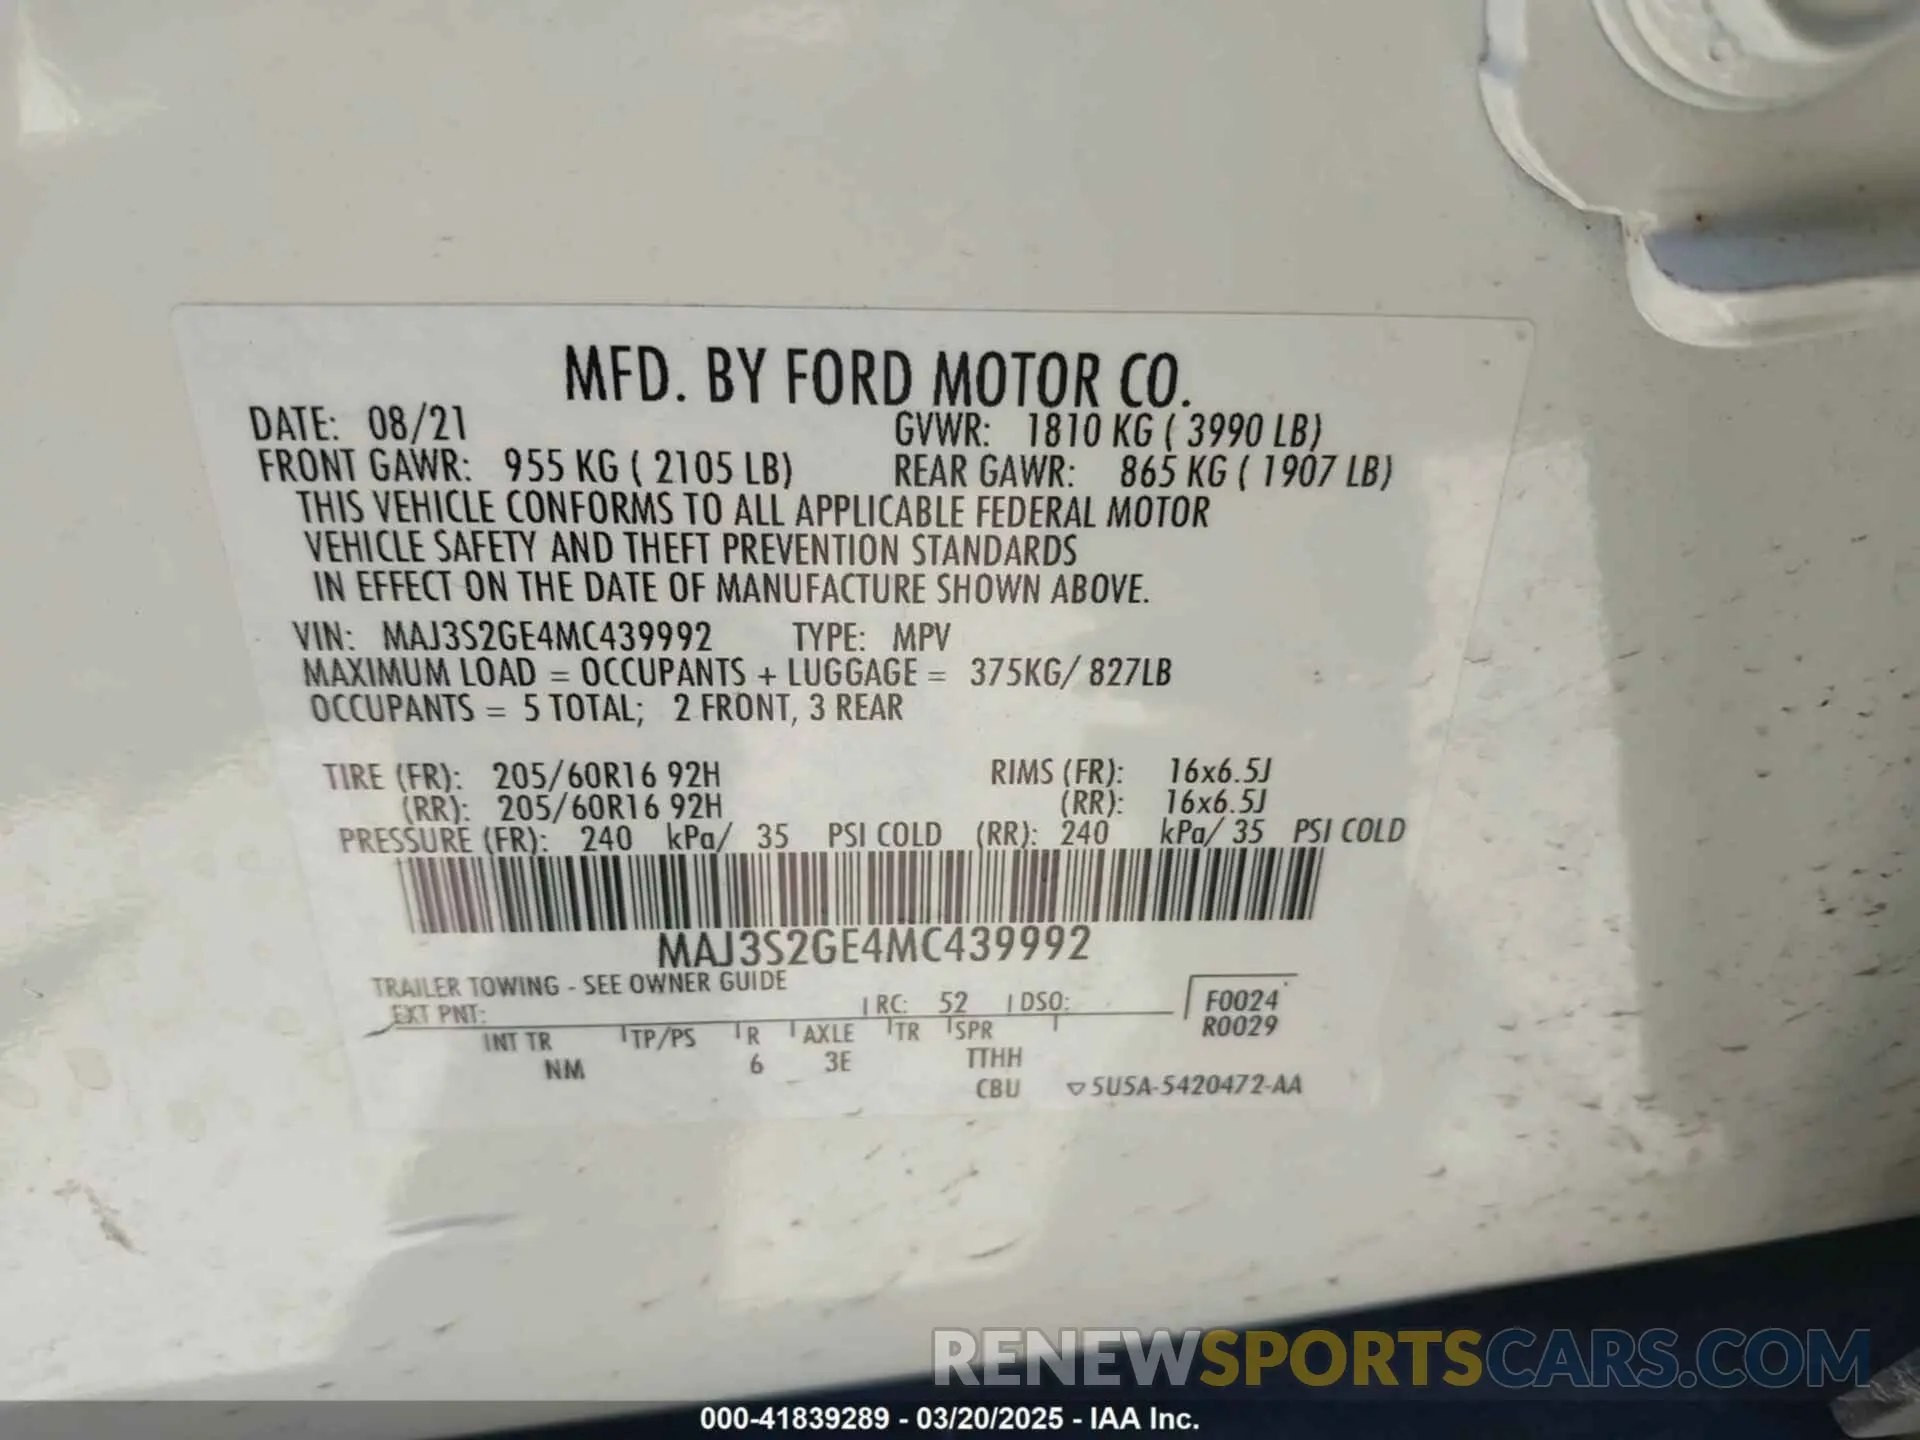 MFD. BY FORD MOTOR CO.
DATE: 08/21 GVWR: 1810 KG ( 3990 LB)
FRONT GAWR: 955 KG ( 2105 LB) REAR GAWR: 865 KG ( 1907 LB)
THIS VEHICLE CONFORMS TO ALL APPLICABLE FEDERAL MOTOR
VEHICLE SAFETY AND THEFT PREVENTION STANDARDS
IN EFFECT ON THE DATE OF MANUFACTURE SHOWN ABOVE.
VIN: MAJ3S2GE4MC439992 TYPE: MPV
MAXIMUM LOAD = OCCUPANTS + LUGGAGE = 375KG/ 827LB
OCCUPANTS = 5 TOTAL; 2 FRONT, 3 REAR
TIRE (FR): 205/60R16 92H RIMS (FR): 16x6.5J
(RR): 205/60R16 92H (RR): 16x6.5J
PRESSURE (FR): 240 kPa/ 35 PSI COLD (RR): 240 kPa/ 35 PSI COLD
MAJ3S2GE4MC439992
TRAILER TOWING - SEE OWNER GUIDE
EXT PNT: RC: 52 DSO: F0024
R0029
INT TR TP/PS R AXLE TR SPR
NM 6 3E TTHH
CBU ▽5U5A-5420472-AA
RENEWSPORTSCARS.COM
000-41839289 - 03/20/2025 - IAA Inc.